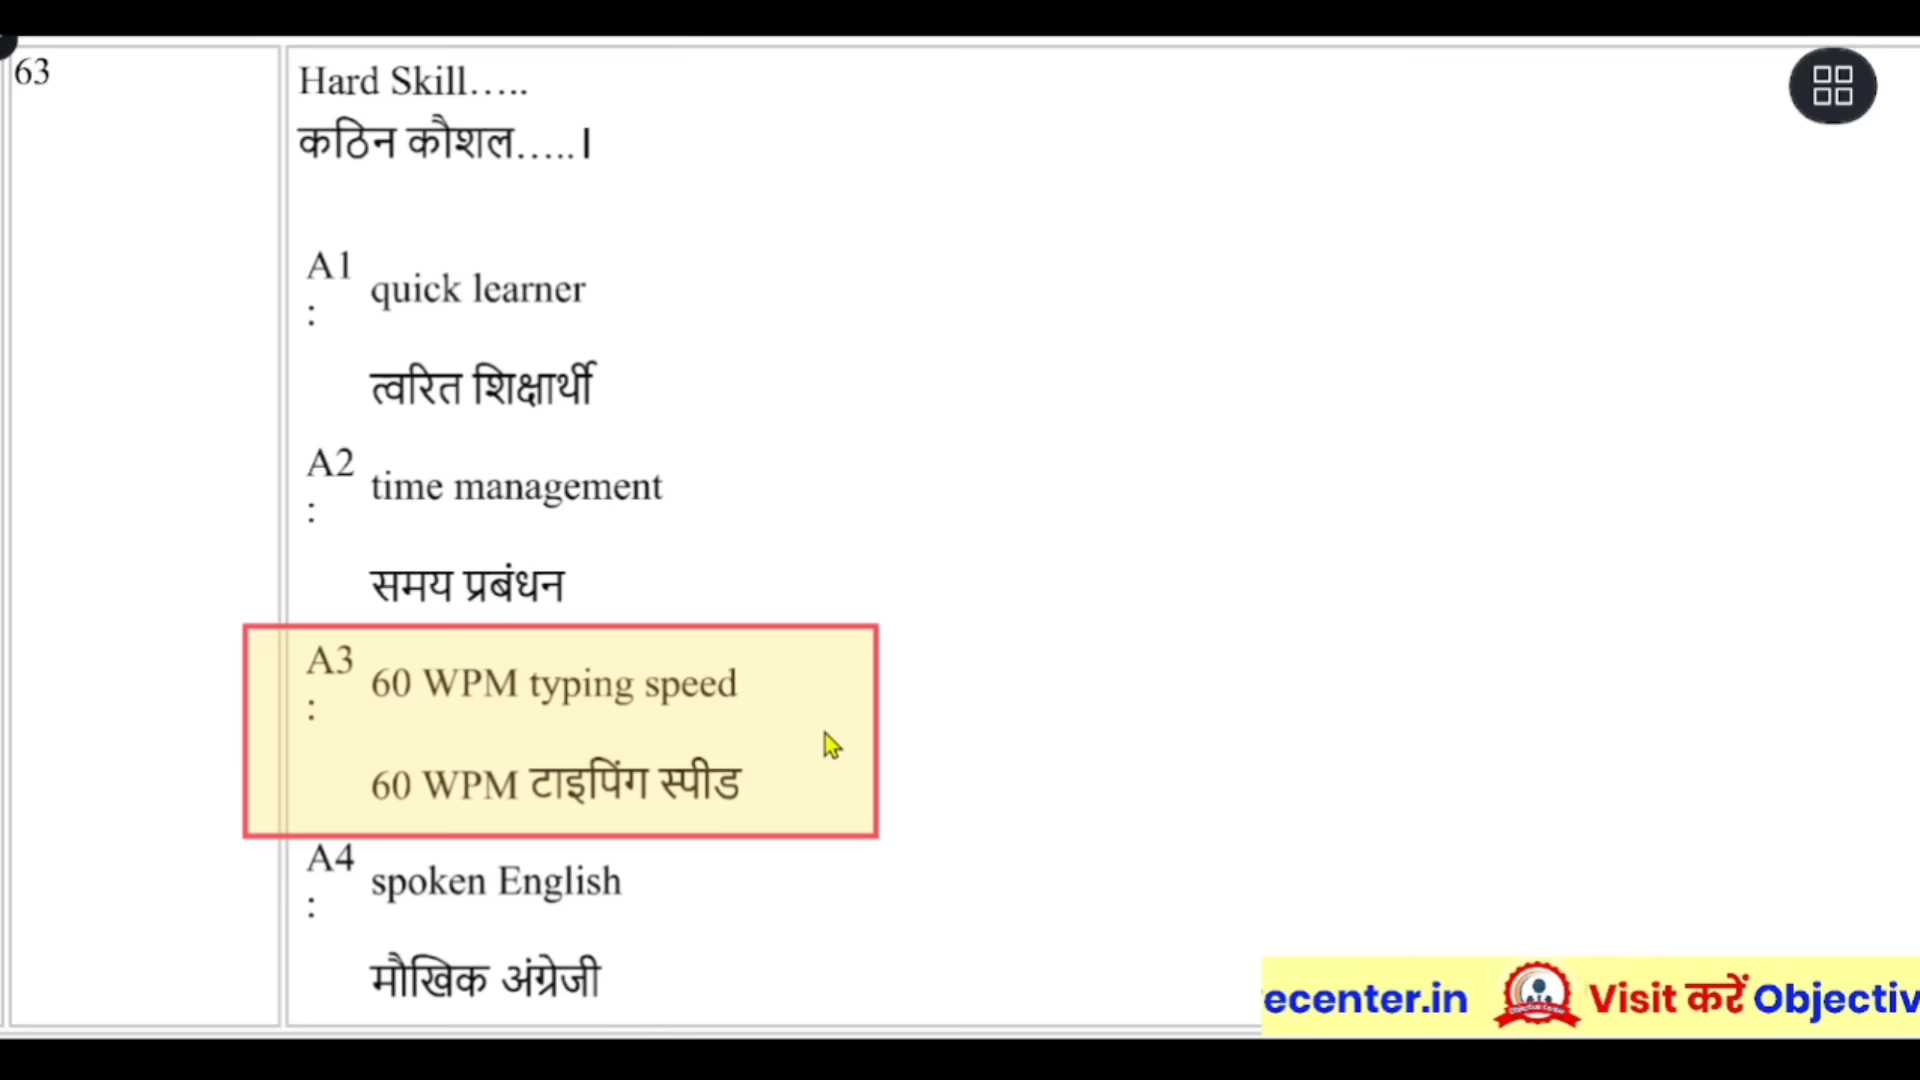 63
Hard Skill.....
कठिन कौशल.....।
A1
:
quick learner
त्वरित शिक्षार्थी
A2
:
time management
समय प्रबंधन
A3
:
60 WPM typing speed
60 WPM टाइपिंग स्पीड
A4
:
spoken English
मौखिक अंग्रेजी
ecenter.in Visit करें Objectiv